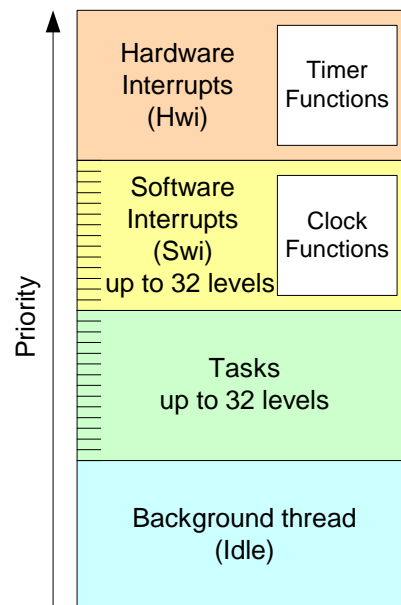 Priority
Hardware
Interrupts
(Hwi)
Timer
Functions
Software
Interrupts
(Swi)
up to 32 levels
Clock
Functions
Tasks
up to 32 levels
Background thread
(Idle)